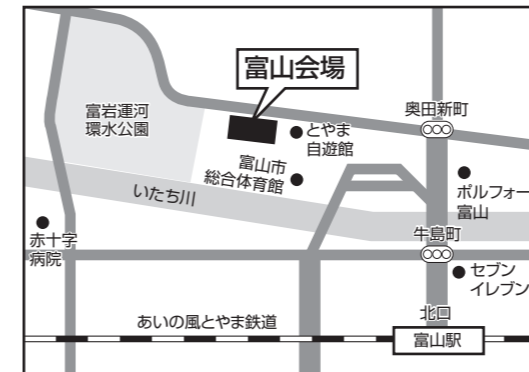 富山会場
富岩運河
環水公園
とやま
自遊館
奥田新町
富山市
総合体育館
いたち川
ボルフォー
富山
赤十字
病院
牛島町
セブン
イレブン
北口
あいの風とやま鉄道
富山駅